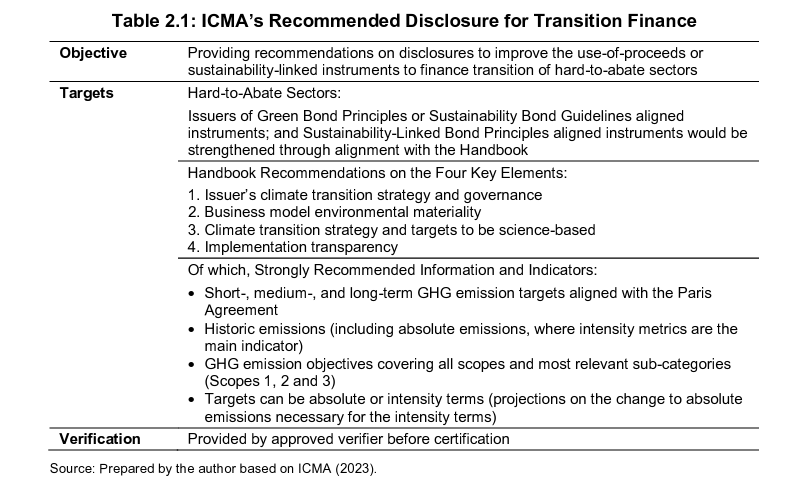 Table 2.1: ICMA's Recommended Disclosure for Transition Finance
Objective
Providing recommendations on disclosures to improve the use-of-proceeds or
sustainability-linked instruments to finance transition of hard-to-abate sectors
Targets
Hard-to-Abate Sectors:
Issuers of Green Bond Principles or Sustainability Bond Guidelines aligned
instruments; and Sustainability-Linked Bond Principles aligned instruments would be
strengthened through alignment with the Handbook
Handbook Recommendations on the Four Key Elements:
1. Issuer's climate transition strategy and governance
2. Business model environmental materiality
3. Climate transition strategy and targets to be science-based
4. Implementation transparency
Of which, Strongly Recommended Information and Indicators:
• Short-, medium-, and long-term GHG emission targets aligned with the Paris
Agreement
• Historic emissions (including absolute emissions, where intensity metrics are the
main indicator)
• GHG emission objectives covering all scopes and most relevant sub-categories
(Scopes 1, 2 and 3)
• Targets can be absolute or intensity terms (projections on the change to absolute
emissions necessary for the intensity terms)
Verification
Provided by approved verifier before certification
Source: Prepared by the author based on ICMA (2023).